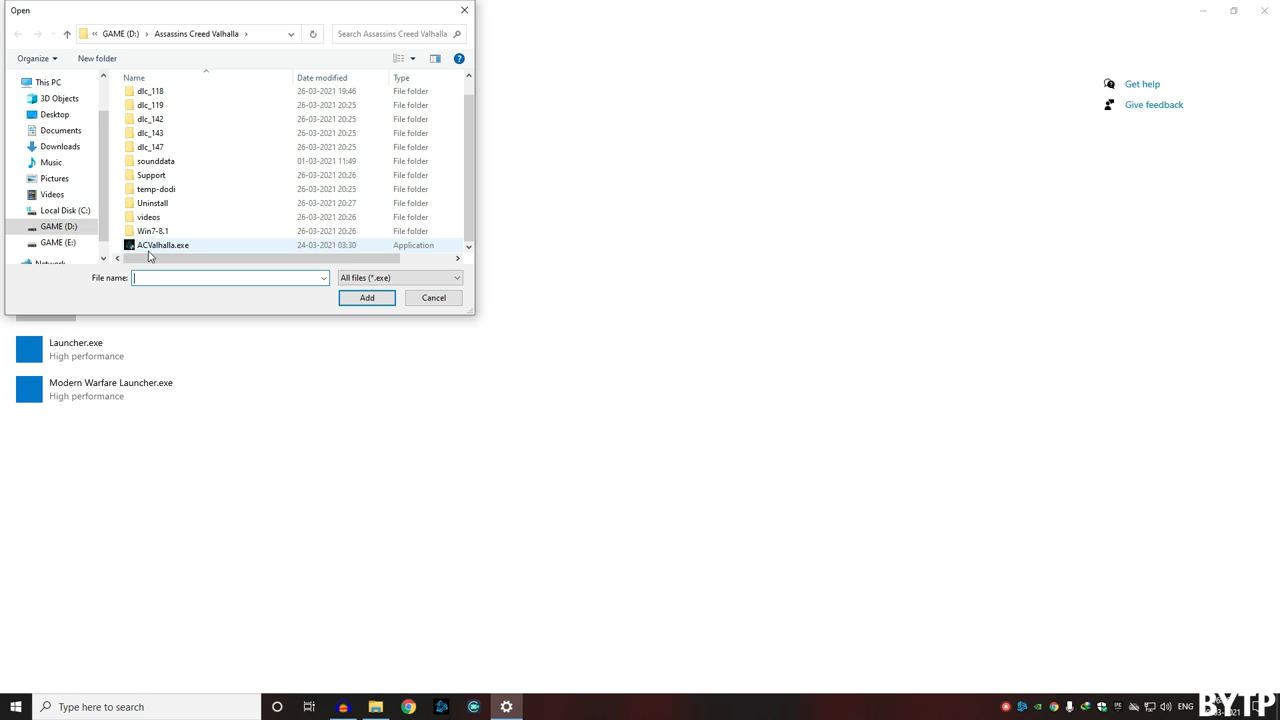 Open
« GAME (D:) › Assassins Creed Valhalla ›
Search Assassins Creed Valhalla
Organize
New folder
This PC
3D Objects
Desktop
Documents
Downloads
Music
Pictures
Videos
Local Disk (C:)
GAME (D:)
GAME (E:)
Network
Name Date modified Type
dlc_118 26-03-2021 19:46 File folder
dlc_119 26-03-2021 20:25 File folder
dlc_142 26-03-2021 20:25 File folder
dlc_143 26-03-2021 20:25 File folder
dlc_147 26-03-2021 20:25 File folder
sounddata 01-03-2021 11:49 File folder
Support 26-03-2021 20:26 File folder
temp-dodi 26-03-2021 20:25 File folder
Uninstall 26-03-2021 20:27 File folder
videos 26-03-2021 20:26 File folder
Win7-8.1 26-03-2021 20:26 File folder
ACValhalla.exe 24-03-2021 03:30 Application
File name:
All files (*.exe)
Add
Cancel
Get help
Give feedback
Launcher.exe
High performance
Modern Warfare Launcher.exe
High performance
Type here to search
ENG
BYTP